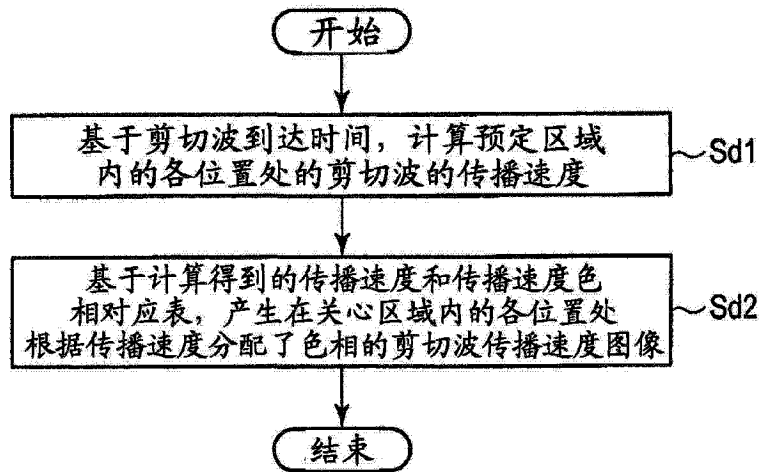 开始
基于剪切波到达时间，计算预定区域
内的各位置处的剪切波的传播速度
Sd1
基于计算得到的传播速度和传播速度色
相对应表，产生在关心区域内的各位置处
根据传播速度分配了色相的剪切波传播速度图像
Sd2
结束